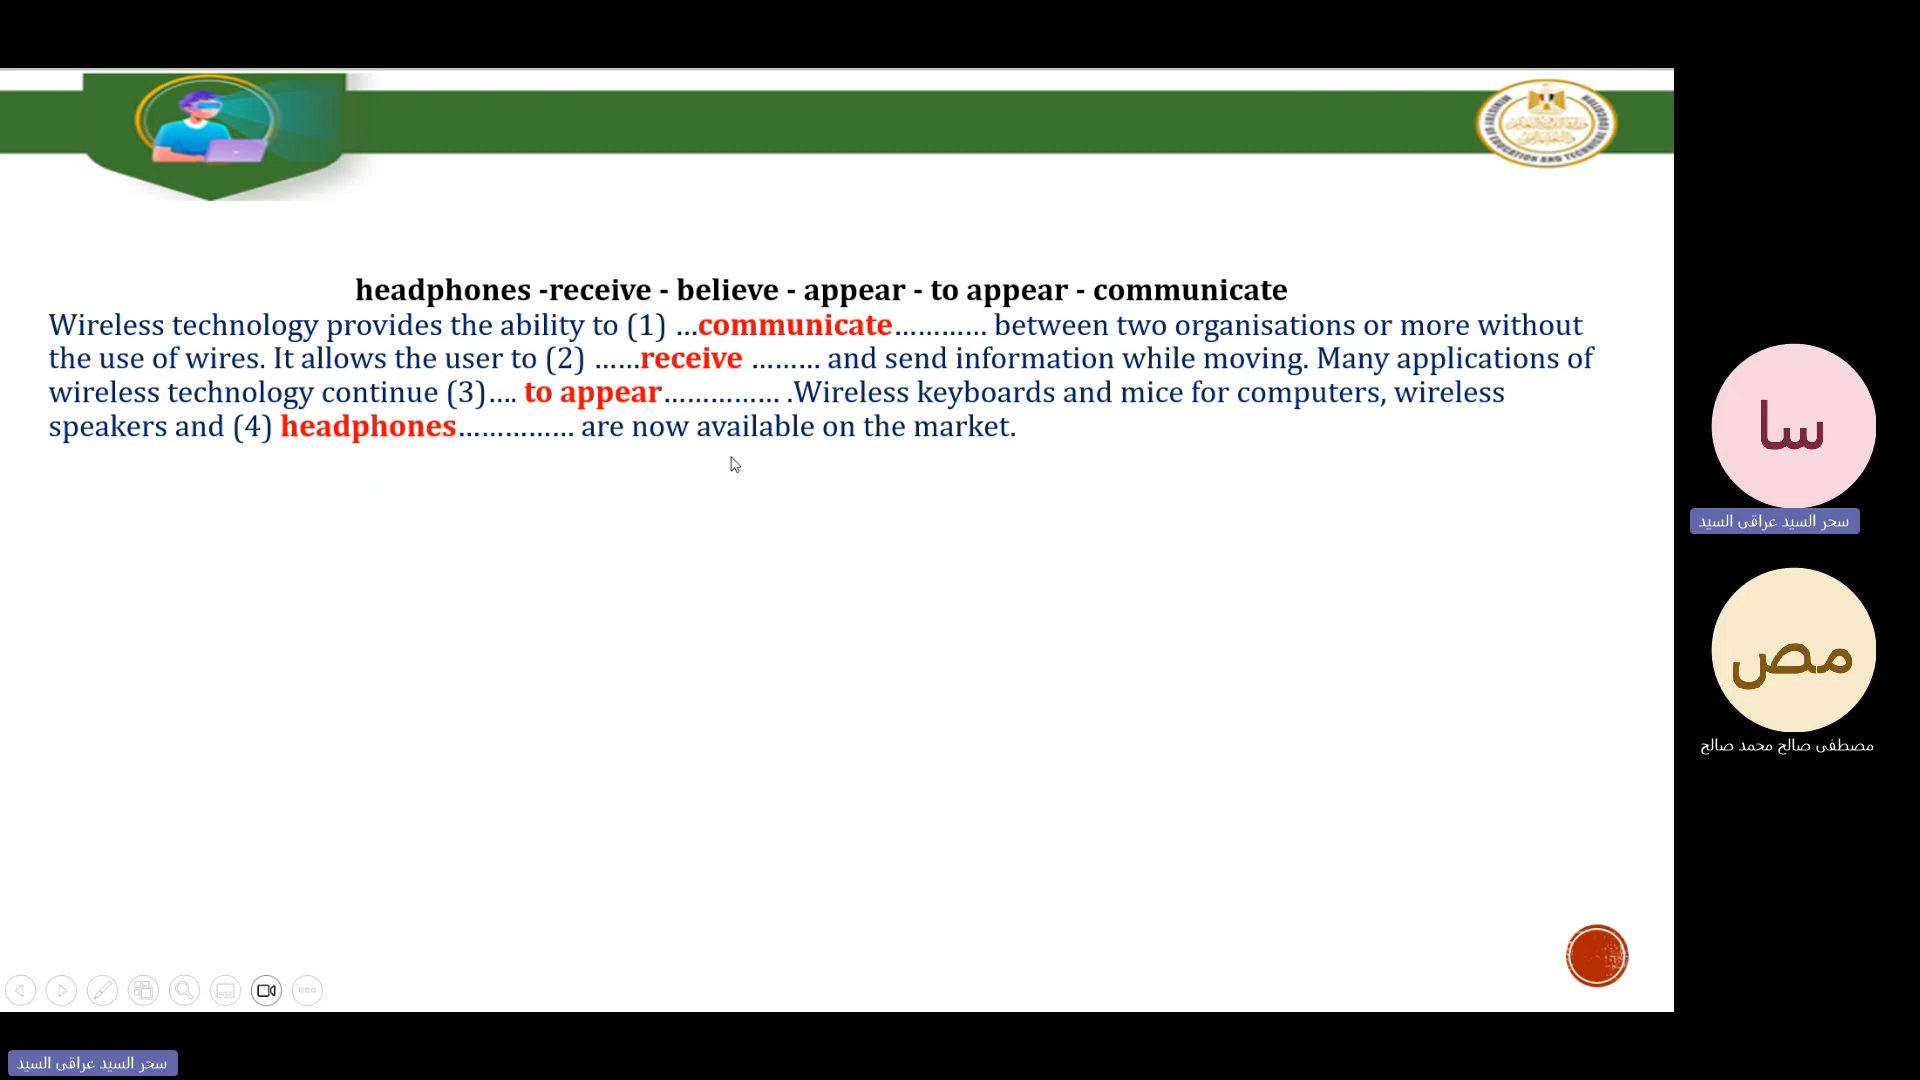 headphones -receive - believe - appear - to appear - communicate
Wireless technology provides the ability to (1) ...communicate............ between two organisations or more without
the use of wires. It allows the user to (2) ......receive ......... and send information while moving. Many applications of
wireless technology continue (3).... to appear............... .Wireless keyboards and mice for computers, wireless
speakers and (4) headphones............... are now available on the market.
سا
سحر السيد عراقى السيد
مص
مصطفى صالح محمد صالح
سحر السيد عراقى السيد